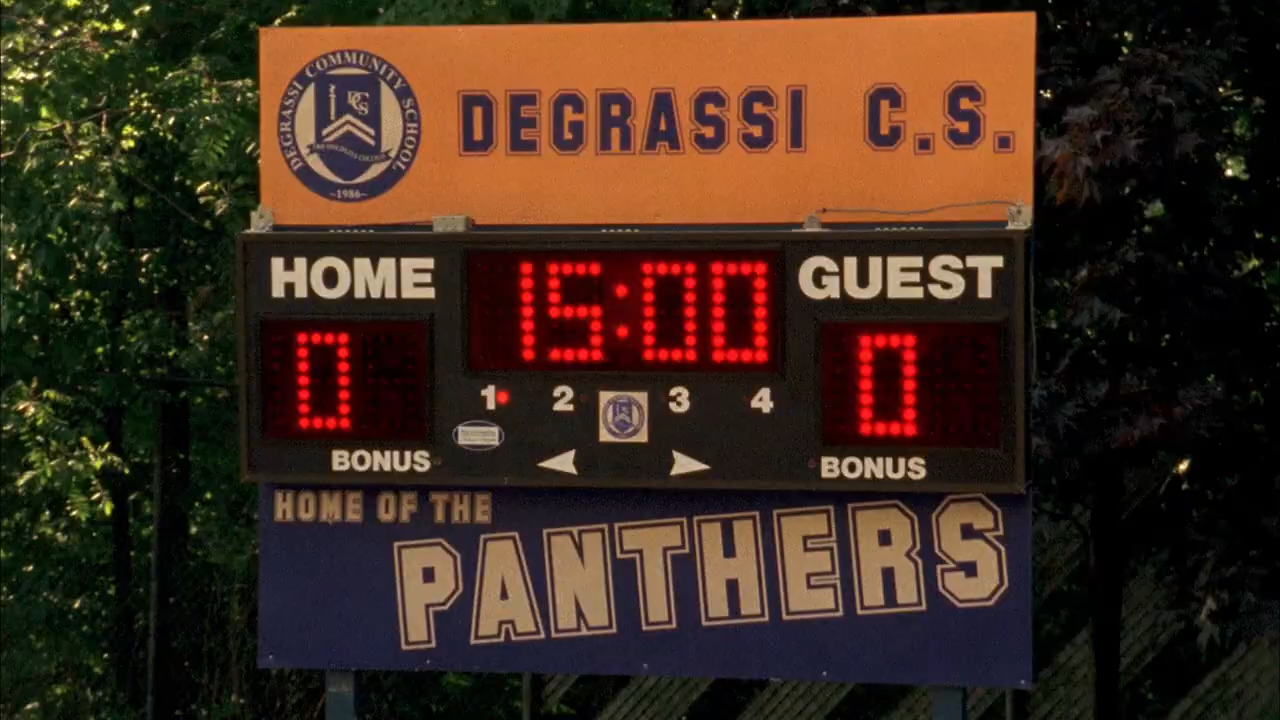 DEGRASSI COMMUNITY SCHOOL
DCS
~1986~
DEGRASSI C.S.
HOME
15:00
GUEST
0
0
1 2 3 4
BONUS
BONUS
HOME OF THE
PANTHERS